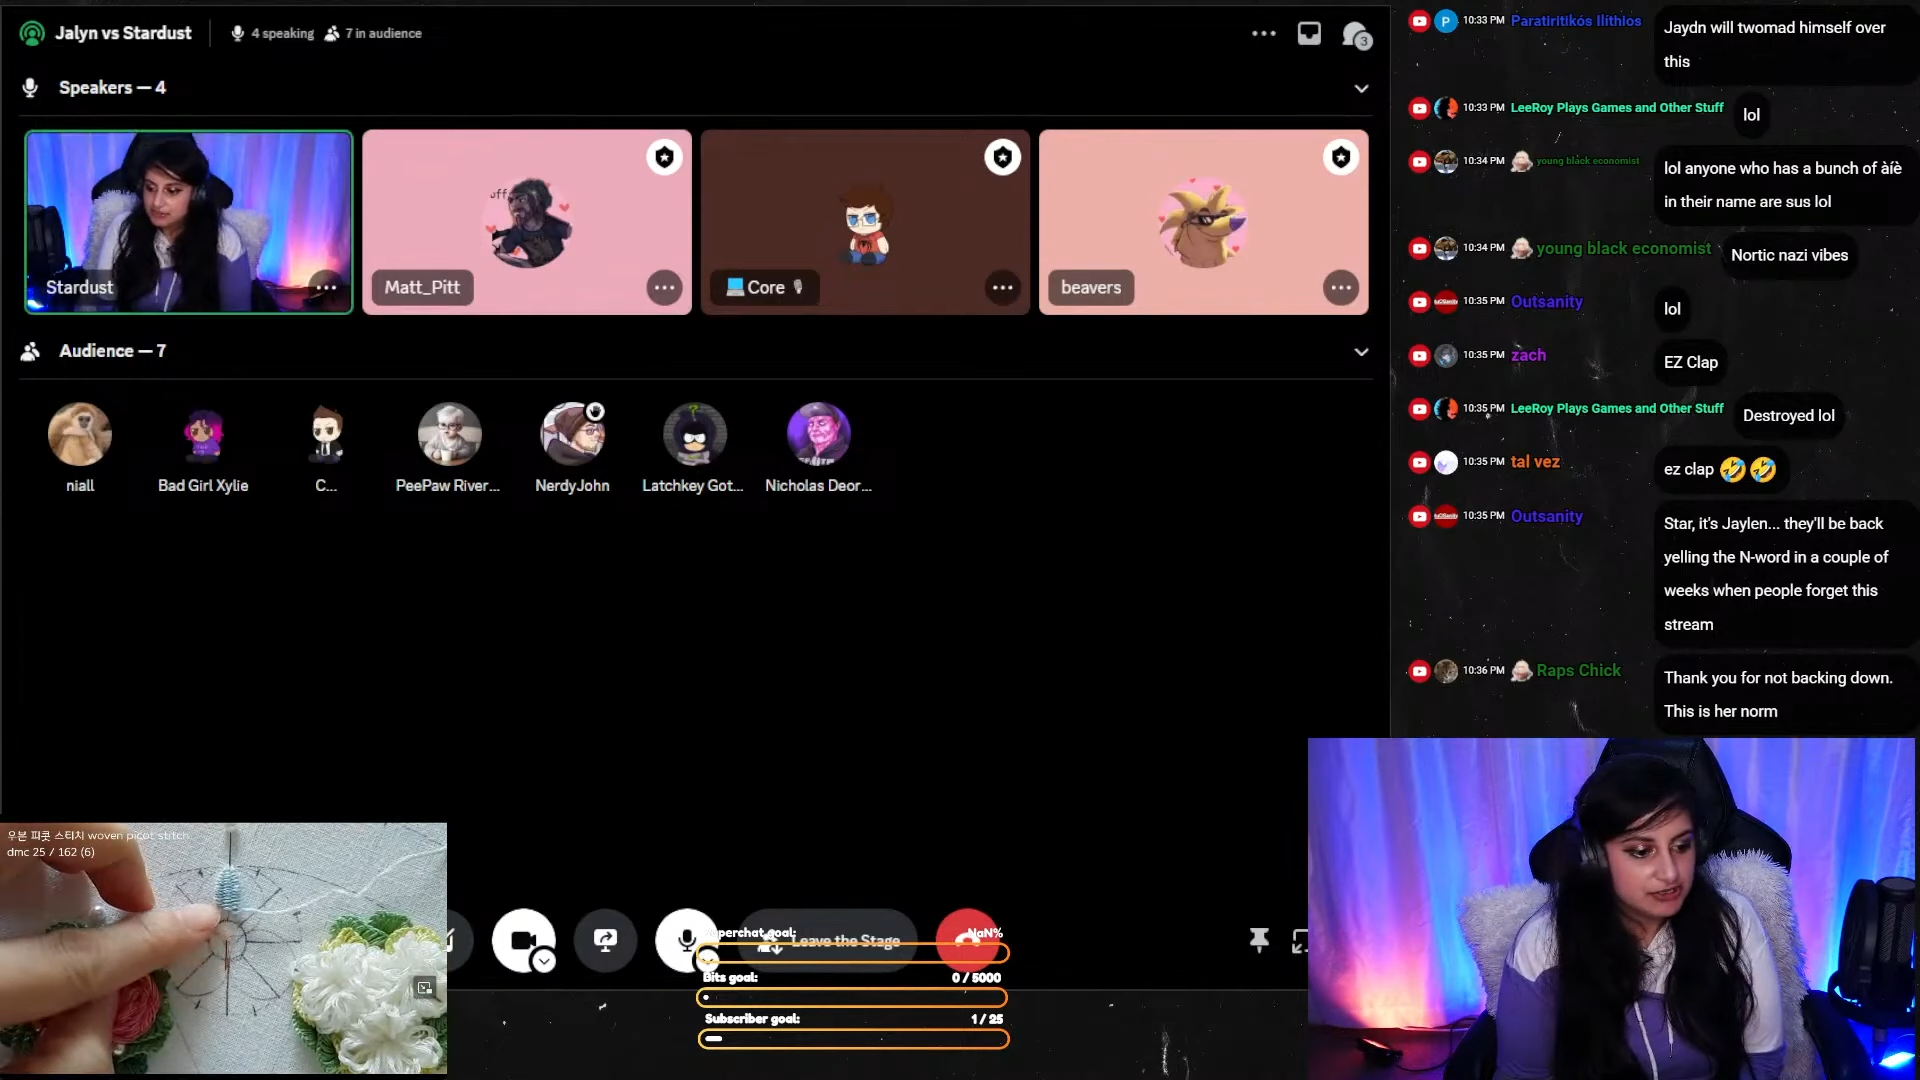 Jalyn vs Stardust
4 speaking
7 in audience
3
Speakers — 4
Stardust
off
Matt_Pitt
Core
beavers
Audience — 7
niall
Bad Girl Xylie
C...
PeePaw River...
NerdyJohn
Latchkey Got...
Nicholas Deor...
P
10:33 PM Paratiritikós Ilíthios
Jaydn will twomad himself over
this
10:33 PM LeeRoy Plays Games and Other Stuff
lol
10:34 PM young black economist
lol anyone who has a bunch of àíè
in their name are sus lol
10:34 PM young black economist
Nortic nazi vibes
10:35 PM Outsanity
lol
10:35 PM zach
EZ Clap
10:35 PM LeeRoy Plays Games and Other Stuff
Destroyed lol
10:35 PM tal vez
ez clap 🤣🤣
10:35 PM Outsanity
Star, it's Jaylen... they'll be back
yelling the N-word in a couple of
weeks when people forget this
stream
10:36 PM Raps Chick
Thank you for not backing down.
This is her norm
우븐 피콧 스티치 woven picot stitch
dmc 25 / 162 (6)
Leave the Stage
perchat goal: NaN%
Bits goal: 0 / 5000
Subscriber goal: 1 / 25